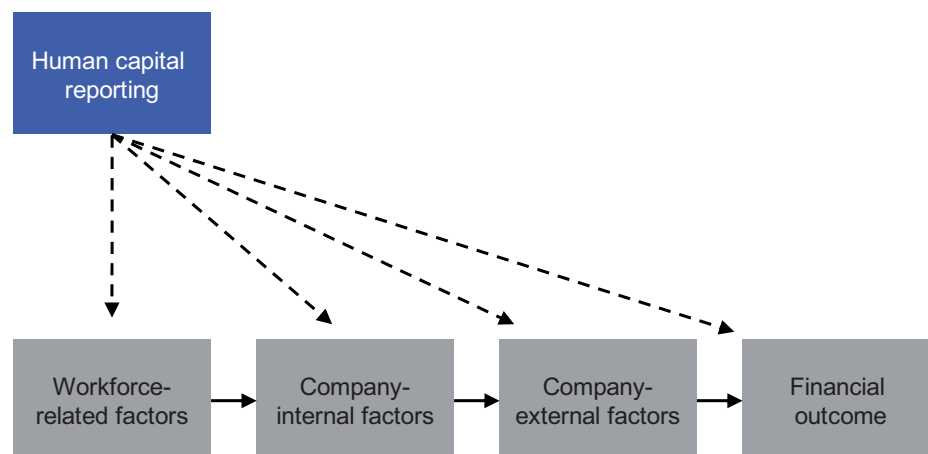 Human capital
reporting
Workforce-
related factors
Company-
internal factors
Company-
external factors
Financial
outcome